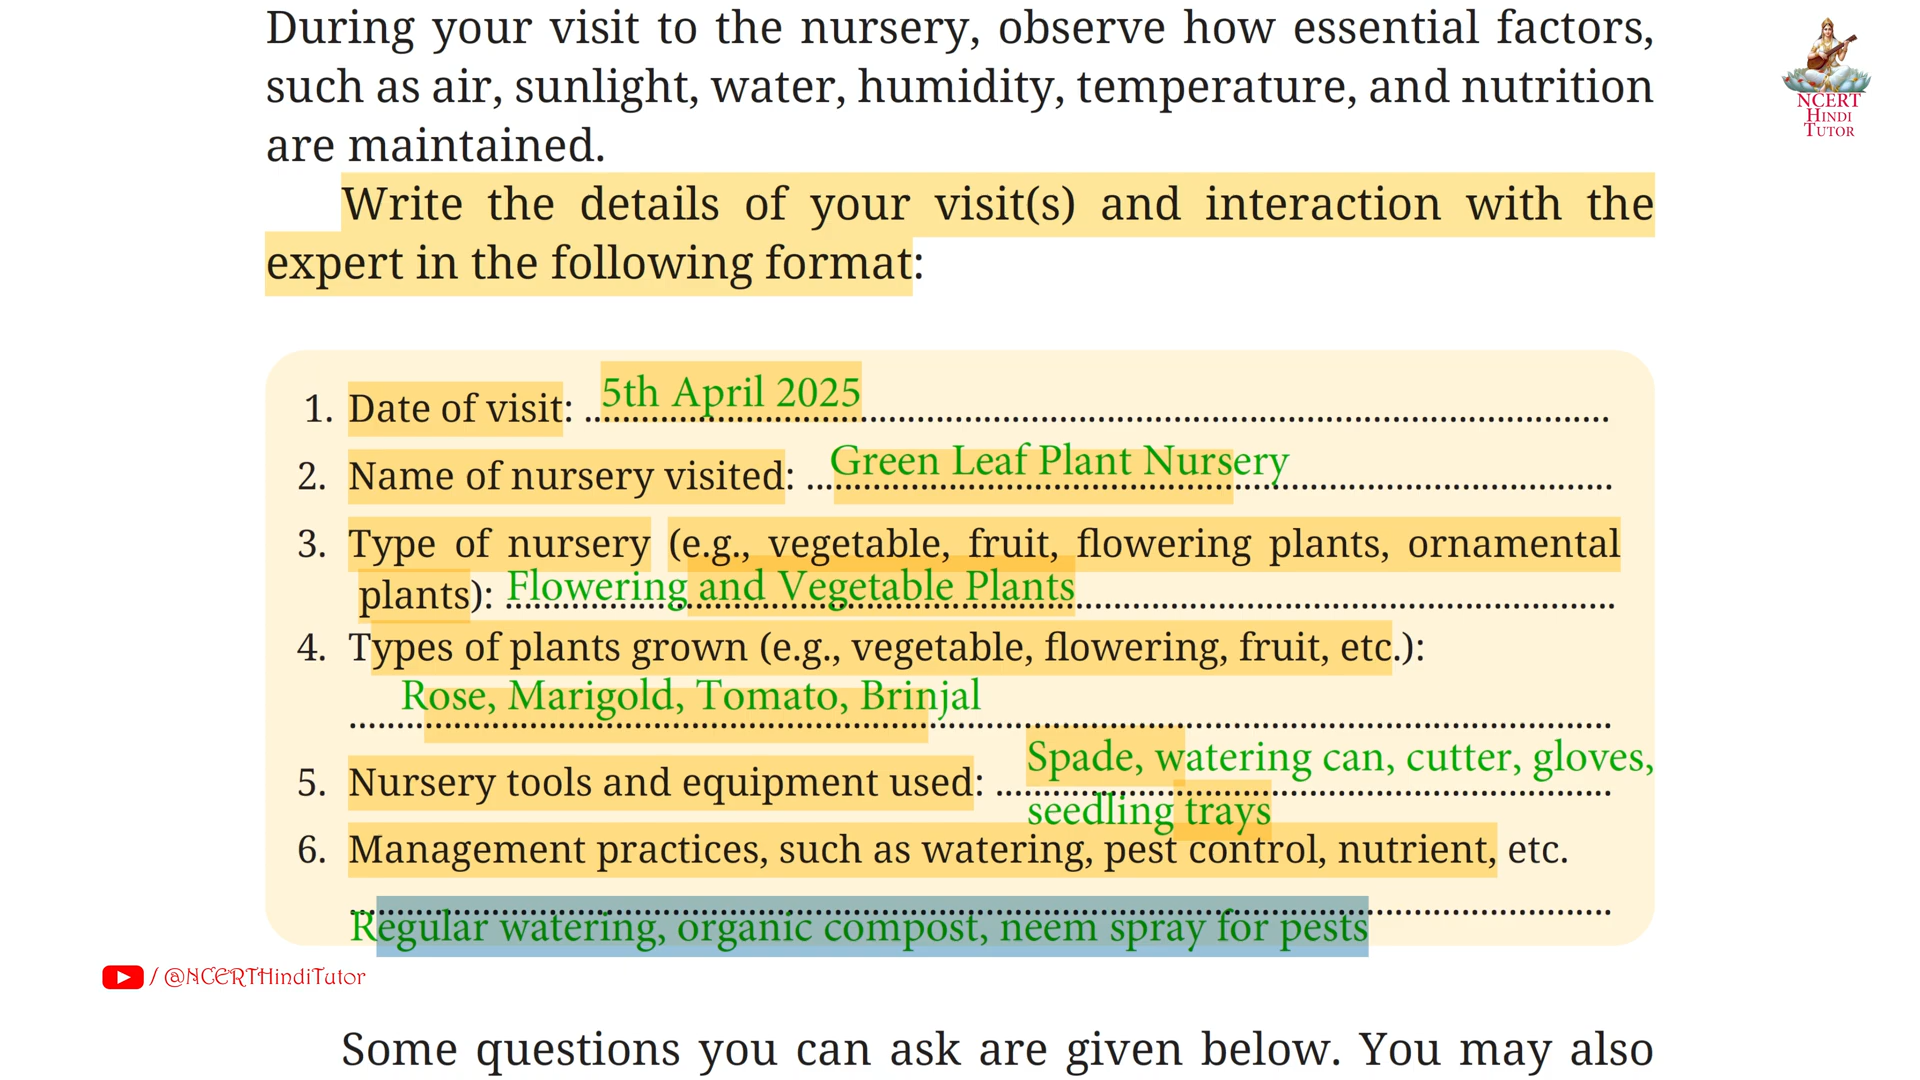 During your visit to the nursery, observe how essential factors,
such as air, sunlight, water, humidity, temperature, and nutrition
are maintained.
Write the details of your visit(s) and interaction with the
expert in the following format:
1. Date of visit: 5th April 2025
2. Name of nursery visited: Green Leaf Plant Nursery
3. Type of nursery (e.g., vegetable, fruit, flowering plants, ornamental
plants): Flowering and Vegetable Plants
4. Types of plants grown (e.g., vegetable, flowering, fruit, etc.):
Rose, Marigold, Tomato, Brinjal
5. Nursery tools and equipment used: Spade, watering can, cutter, gloves,
seedling trays
6. Management practices, such as watering, pest control, nutrient, etc.
Regular watering, organic compost, neem spray for pests
Some questions you can ask are given below. You may also
NCERT
HINDI
TUTOR
/ @NCERTHindiTutor